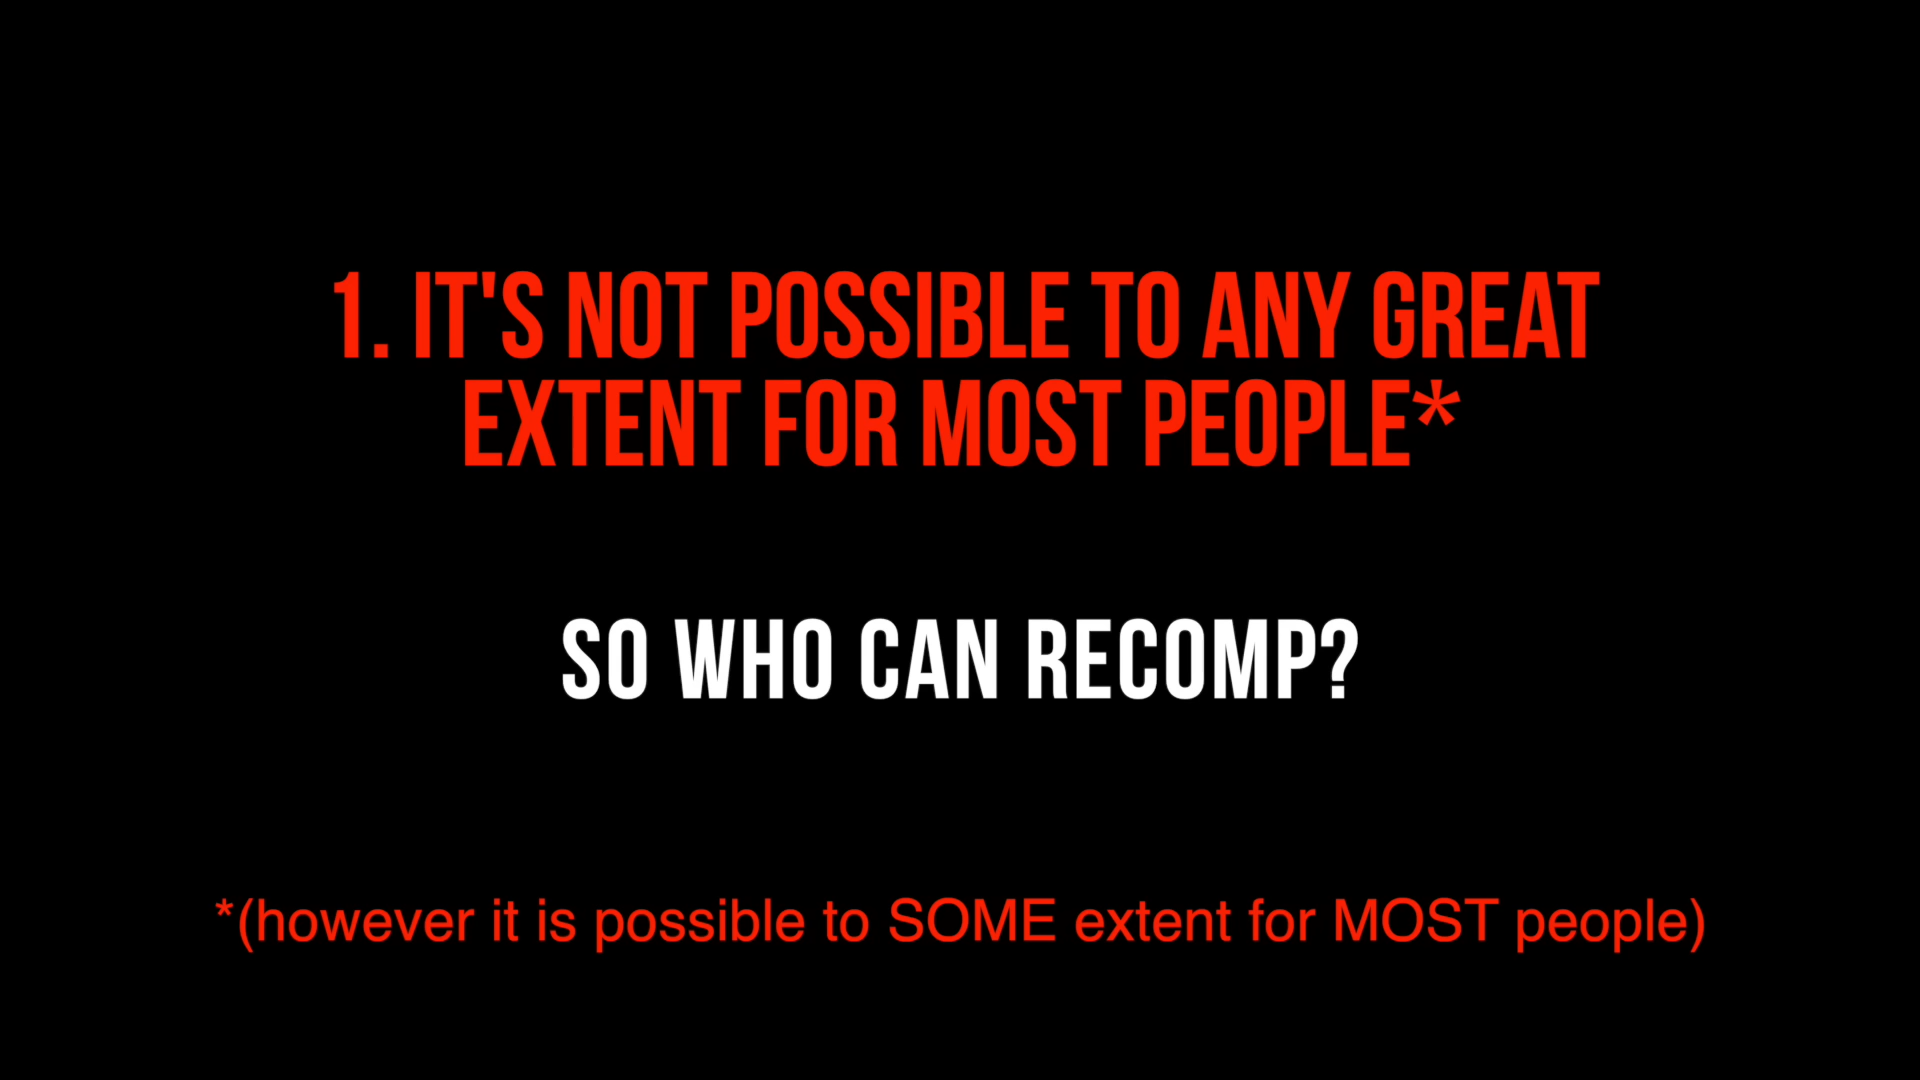 1. IT'S NOT POSSIBLE TO ANY GREAT
EXTENT FOR MOST PEOPLE*
SO WHO CAN RECOMP?
*(however it is possible to SOME extent for MOST people)